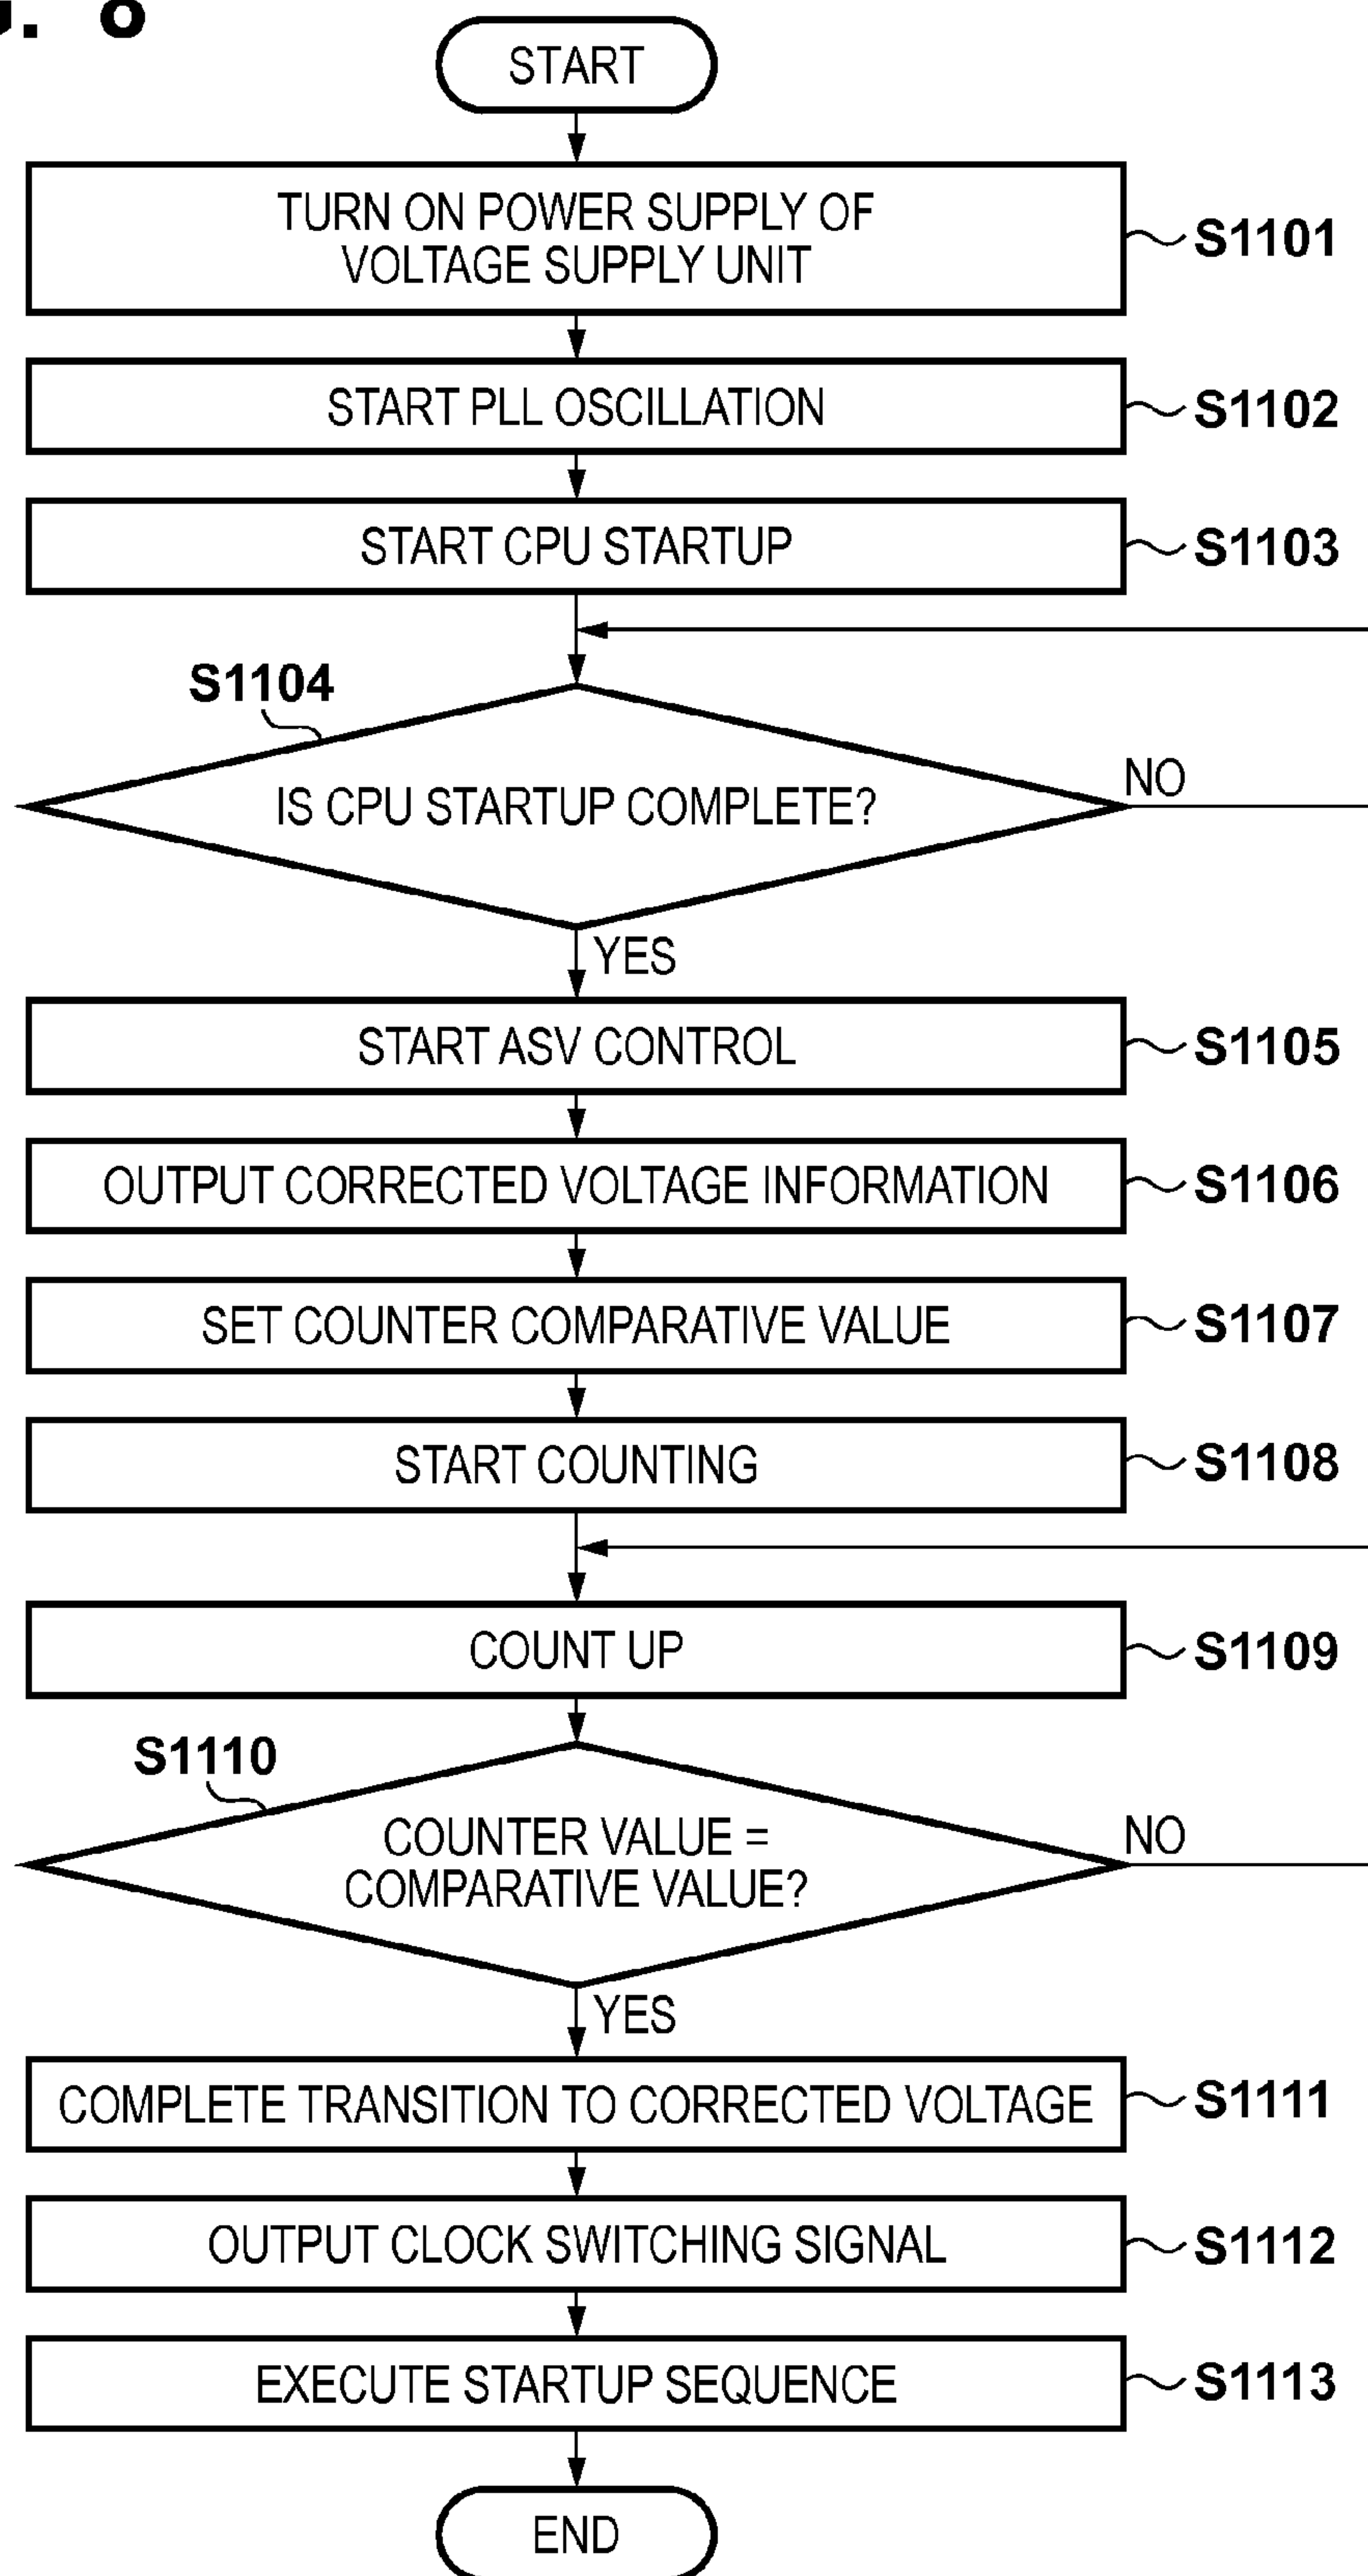 . 8
START
TURN ON POWER SUPPLY OF
VOLTAGE SUPPLY UNIT
S1101
START PLL OSCILLATION
S1102
START CPU STARTUP
S1103
S1104
IS CPU STARTUP COMPLETE?
NO
YES
START ASV CONTROL
S1105
OUTPUT CORRECTED VOLTAGE INFORMATION
S1106
SET COUNTER COMPARATIVE VALUE
S1107
START COUNTING
S1108
COUNT UP
S1109
S1110
COUNTER VALUE =
COMPARATIVE VALUE?
NO
YES
COMPLETE TRANSITION TO CORRECTED VOLTAGE
S1111
OUTPUT CLOCK SWITCHING SIGNAL
S1112
EXECUTE STARTUP SEQUENCE
S1113
END